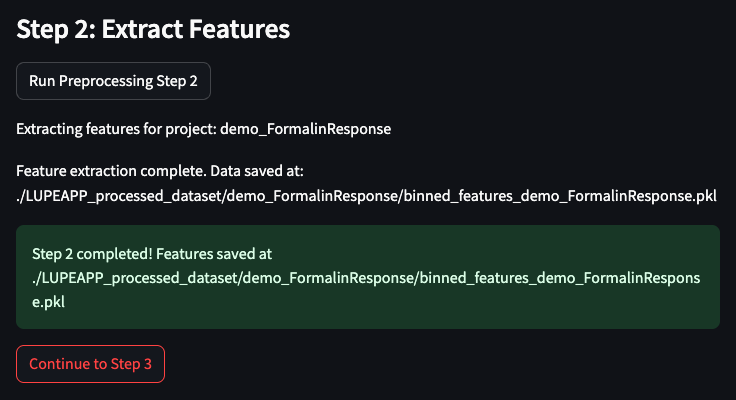 Step 2: Extract Features
Run Preprocessing Step 2
Extracting features for project: demo_FormalinResponse
Feature extraction complete. Data saved at:
./LUPEAPP_processed_dataset/demo_FormalinResponse/binned_features_demo_FormalinResponse.pkl
Step 2 completed! Features saved at
./LUPEAPP_processed_dataset/demo_FormalinResponse/binned_features_demo_FormalinRespons
e.pkl
Continue to Step 3